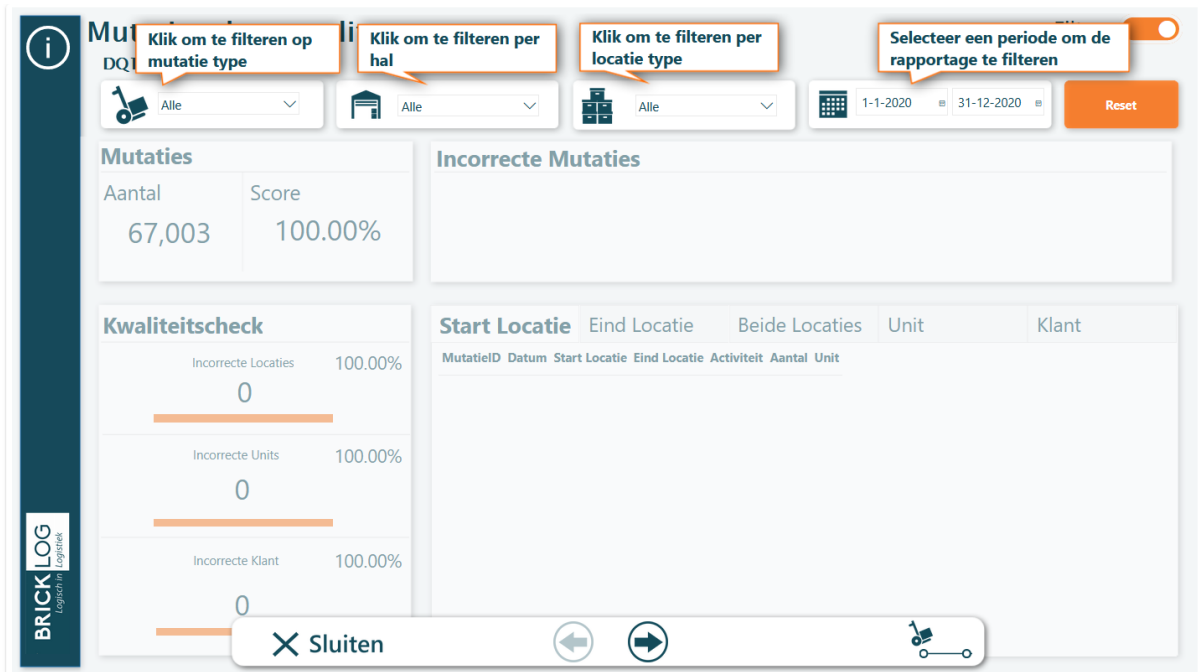 Klik om te filteren op
mutatie type
Klik om te filteren per
hal
Klik om te filteren per
locatie type
Selecteer een periode om de
rapportage te filteren
Alle
Alle
Alle
1-1-2020
31-12-2020
Reset
Mutaties
Aantal
Score
67,003
100.00%
Incorrecte Mutaties
Kwaliteitscheck
Incorrecte Locaties
100.00%
0
Incorrecte Units
100.00%
0
Incorrecte Klant
100.00%
0
Start Locatie Eind Locatie Beide Locaties Unit Klant
MutatieID Datum Start Locatie Eind Locatie Activiteit Aantal Unit
BRICKLOG
Logisch in Logistiek
Sluiten